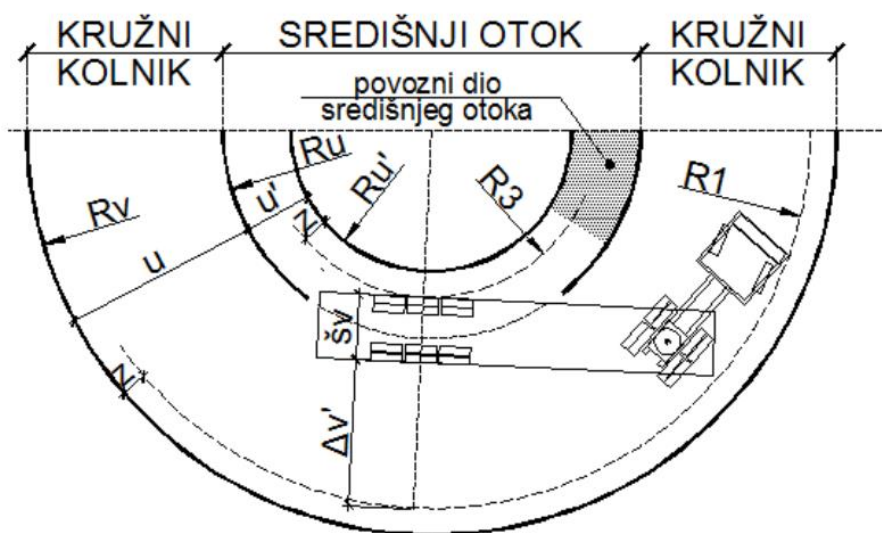 KRUŽNI
KOLNIK
SREDIŠNJI OTOK
KRUŽNI
KOLNIK
povozni dio
središnjeg otoka
Rv
Ru
u'
Ru'
R3
R1
z
u
šv
z
Δv'